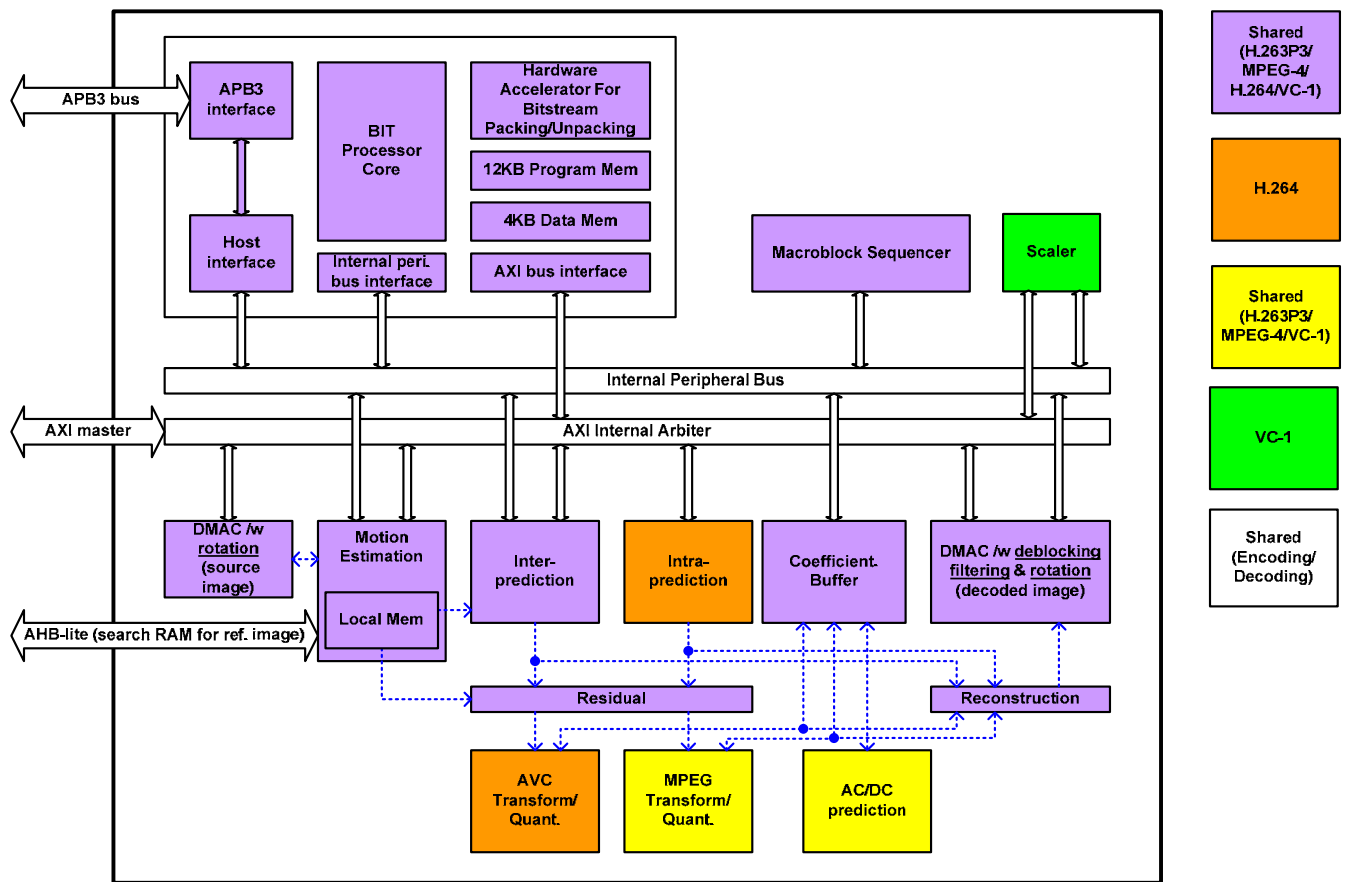 APB3 bus
APB3
interface
Host
interface
BIT
Processor
Core
Internal peri.
bus interface
Hardware
Accelerator For
Bitstream
Packing/Unpacking
12KB Program Mem
4KB Data Mem
AXI bus interface
Macroblock Sequencer
Scaler
Internal Peripheral Bus
AXI master
AXI Internal Arbiter
DMAC /w
rotation
(source
image)
Motion
Estimation
Local Mem
Inter-
prediction
Intra-
prediction
Coefficient-
Buffer
DMAC /w deblocking
filtering & rotation
(decoded image)
AHB-lite (search RAM for ref. image)
Residual
Reconstruction
AVC
Transform/
Quant.
MPEG
Transform/
Quant.
AC/DC
prediction
Shared
(H.263P3/
MPEG-4/
H.264/VC-1)
H.264
Shared
(H.263P3/
MPEG-4/VC-1)
VC-1
Shared
(Encoding/
Decoding)